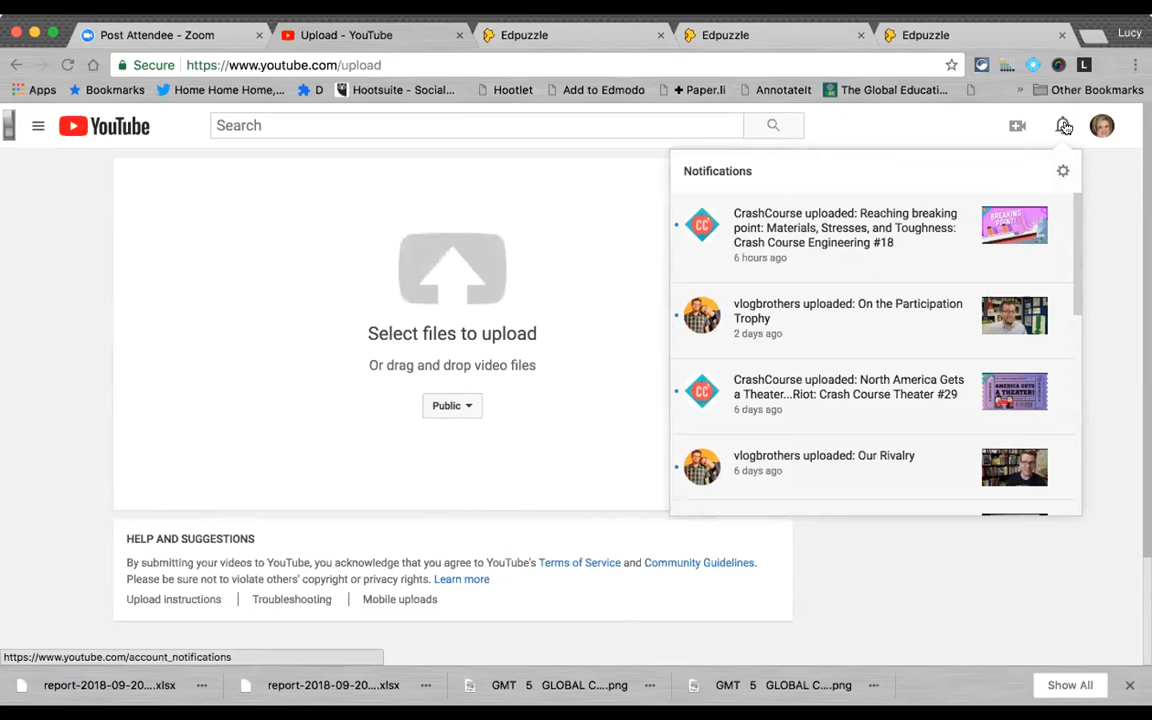 Post Attendee - Zoom
Upload - YouTube
Edpuzzle
Edpuzzle
Edpuzzle
Lucy
Secure
https://www.youtube.com/upload
L
Apps
Bookmarks
Home Home Home,...
D
Hootsuite - Social...
Hootlet
Add to Edmodo
Paper.li
AnnotateIt
The Global Educati...
»
Other Bookmarks
YouTube
Search
Notifications
CC
CrashCourse uploaded: Reaching breaking
point: Materials, Stresses, and Toughness:
Crash Course Engineering #18
6 hours ago
BREAKING
POINT!
Select files to upload
Or drag and drop video files
Public
vlogbrothers uploaded: On the Participation
Trophy
2 days ago
CC
CrashCourse uploaded: North America Gets
a Theater...Riot: Crash Course Theater #29
6 days ago
AMERICA GETS
A THEATER!
vlogbrothers uploaded: Our Rivalry
6 days ago
HELP AND SUGGESTIONS
By submitting your videos to YouTube, you acknowledge that you agree to YouTube's Terms of Service and Community Guidelines.
Please be sure not to violate others' copyright or privacy rights. Learn more
Upload instructions | Troubleshooting | Mobile uploads
https://www.youtube.com/account_notifications
report-2018-09-20....xlsx
report-2018-09-20....xlsx
GMT 5 GLOBAL C....png
GMT 5 GLOBAL C....png
Show All